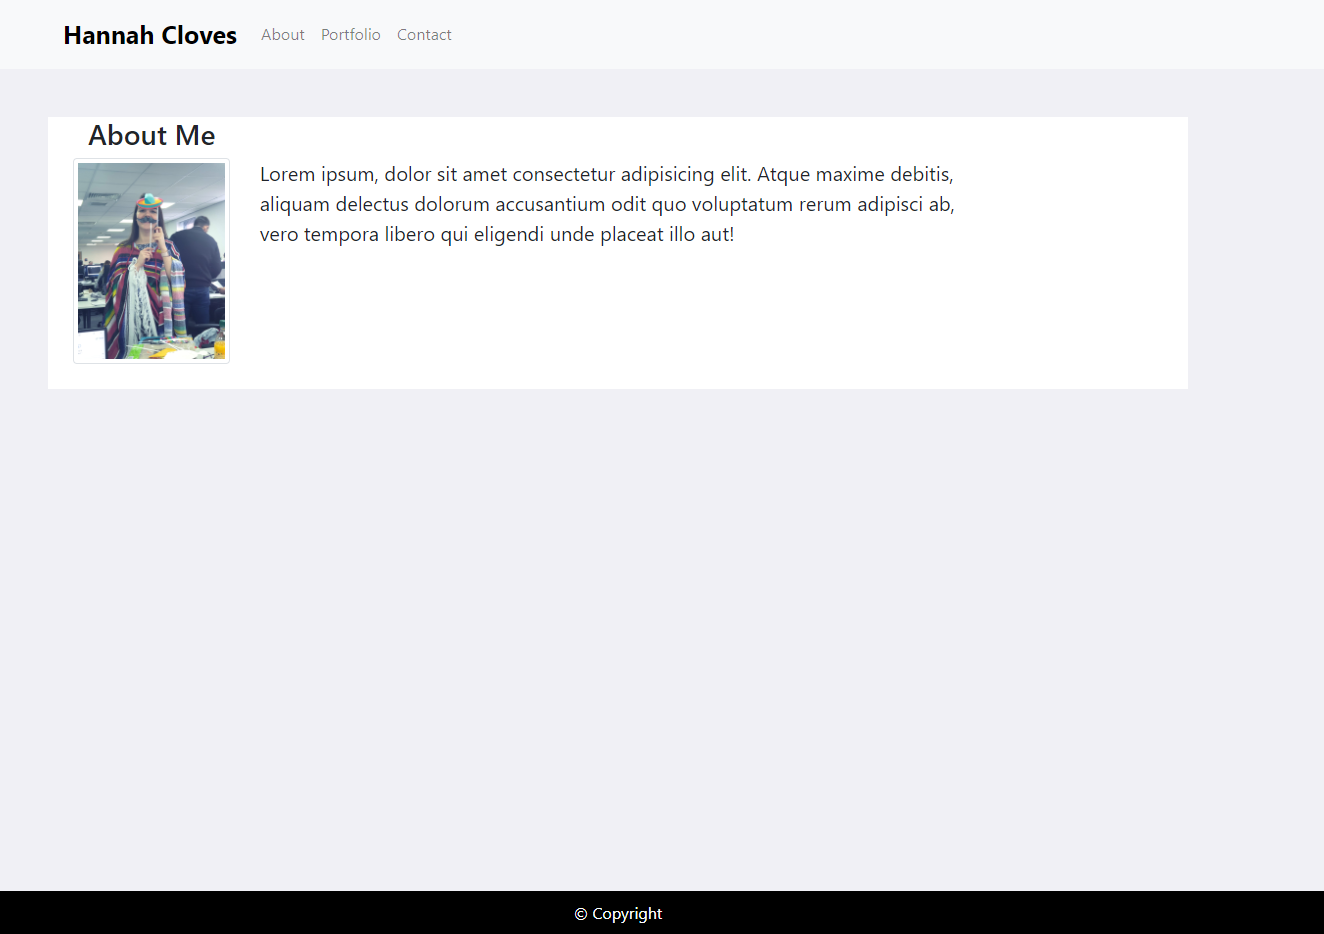 Hannah Cloves About Portfolio Contact
About Me
Lorem ipsum, dolor sit amet consectetur adipisicing elit. Atque maxime debitis,
aliquam delectus dolorum accusantium odit quo voluptatum rerum adipisci ab,
vero tempora libero qui eligendi unde placeat illo aut!
© Copyright